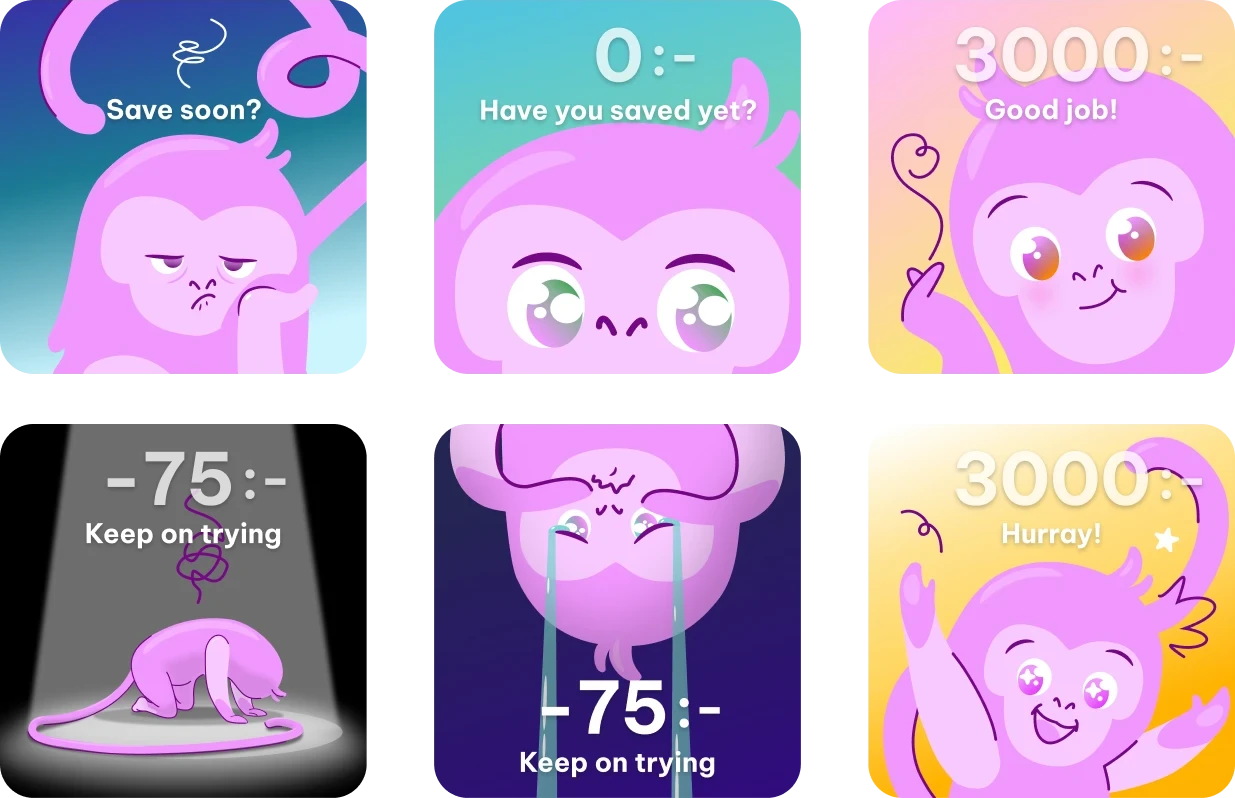 Save soon?
0:-
Have you saved yet?
3000:-
Good job!
-75:-
Keep on trying
-75:-
Keep on trying
3000:-
Hurray!